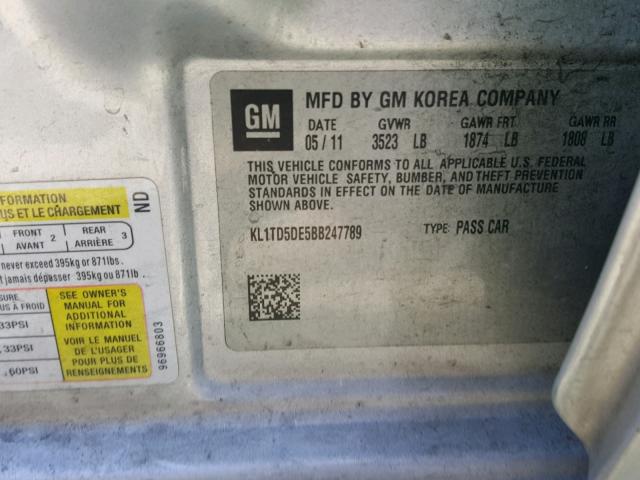 GM
MFD BY GM KOREA COMPANY
DATE GVWR GAWR FRT GAWR RR
05/11 3523 LB 1874 LB 1808 LB
THIS VEHICLE CONFORMS TO ALL APPLICABLE U.S. FEDERAL
MOTOR VEHICLE SAFETY, BUMPER, AND THEFT PREVENTION
STANDARDS IN EFFECT ON THE DATE OF MANUFACTURE
SHOWN ABOVE.
KL1TD5DE5BB247789 TYPE: PASS CAR
FORMATION
US ET LE CHARGEMENT
ND
FRONT 2 REAR 3
AVANT ARRIÈRE
never exceed 395kg or 871lbs.
t jamais dépasser 395kg ou 871lb
SURE
US A FROID
33PSI
33PSI
60PSI
SEE OWNER'S
MANUAL FOR
ADDITIONAL
INFORMATION
VOIR LE MANUEL
DE L'USAGER
POUR PLUS DE
RENSEIGNEMENTS
96966803